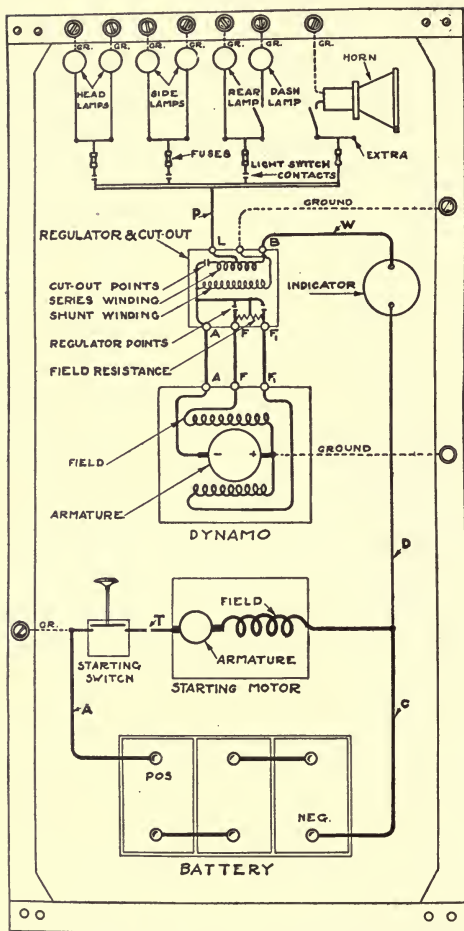 GR. GR. GR. GR. GR. GR. GR.
HORN
HEAD LAMPS
SIDE LAMPS
REAR LAMP
DASH LAMP
FUSES
LIGHT SWITCH CONTACTS
EXTRA
P
GROUND
REGULATOR & CUT-OUT
L
B
W
CUT-OUT POINTS
SERIES WINDING
SHUNT WINDING
INDICATOR
REGULATOR POINTS
A F F1
FIELD RESISTANCE
A F F1
FIELD
- +
GROUND
ARMATURE
DYNAMO
D
GR.
T
FIELD
ARMATURE
STARTING SWITCH
STARTING MOTOR
A
C
POS
NEG.
BATTERY